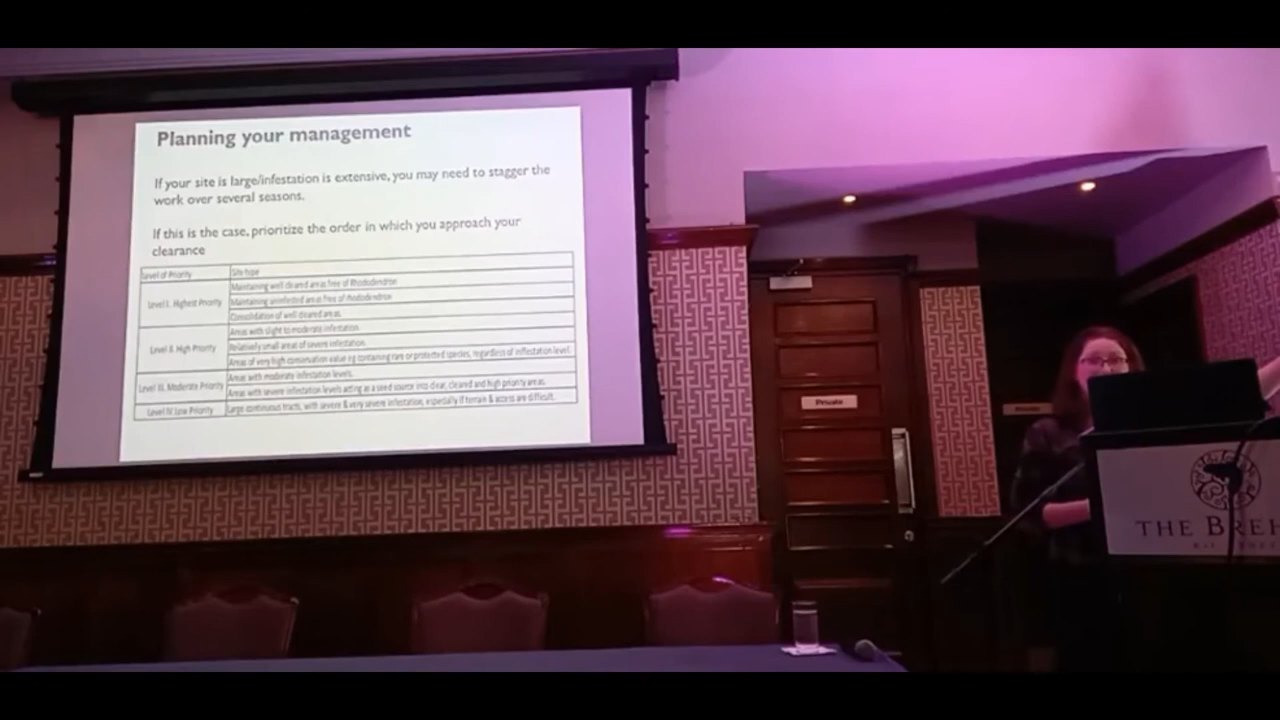 Planning your management
If your site is large/infestation is extensive, you may need to stagger the
work over several seasons.
If this is the case, prioritize the order in which you approach your
clearance
Level of Priority
Site type
Level I. Highest Priority
Maintaining well cleared areas free of Rhododendron
Maintaining uninfested areas free of rhododendron
Consolidation of well cleared areas.
Level II. High Priority
Areas with slight to moderate infestation.
Relatively small areas of severe infestation.
Areas of very high conservation value eg containing rare or protected species, regardless of inffestation level.
Level III. Moderate Priority
Areas with moderate infestation levels.
Areas with severe infestation levels acting as a seed source into clear, cleared and high priority areas.
Level IV Low Priority
Large continuous tracts, with severe & very severe infestation, especially if terrain & access are difficult.
Private
THE BRE